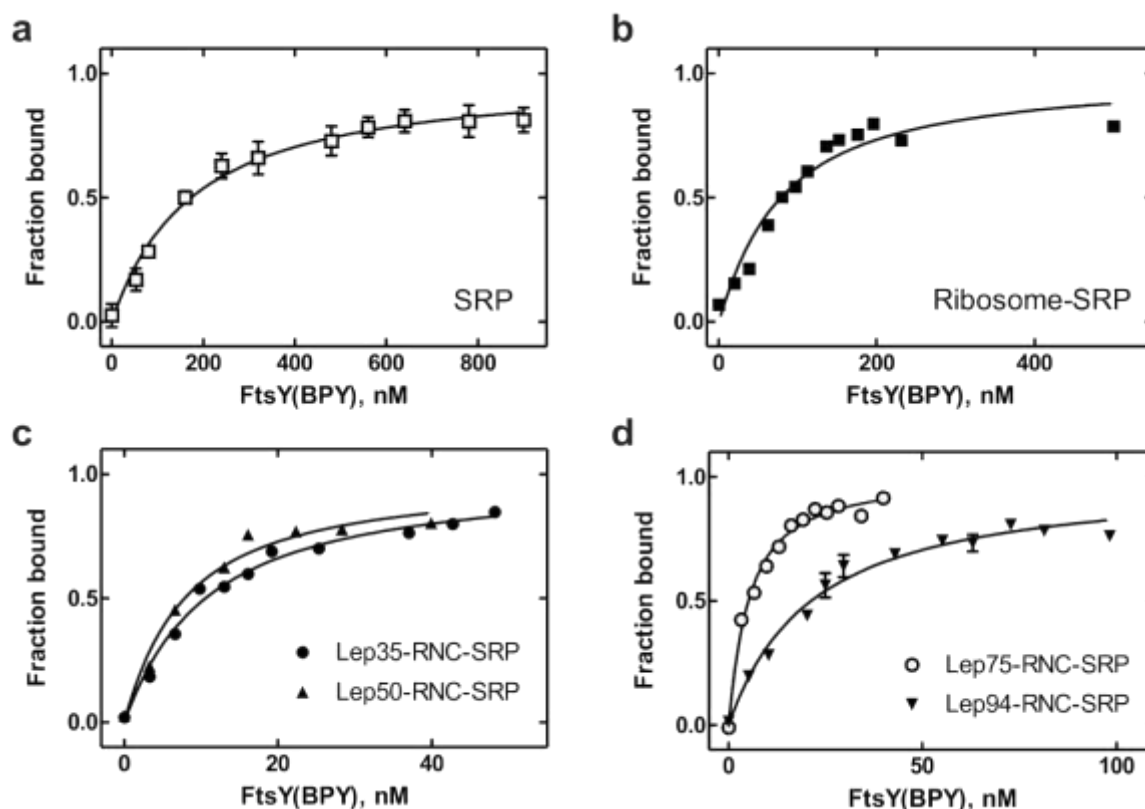 a
1.0
0.5
0.0
Fraction bound
SRP
0 200 400 600 800
FtsY(BPY), nM
b
1.0
0.5
0.0
Fraction bound
Ribosome-SRP
0 200 400
FtsY(BPY), nM
c
1.0
0.5
0.0
Fraction bound
Lep35-RNC-SRP
Lep50-RNC-SRP
0 20 40
FtsY(BPY), nM
d
1.0
0.5
0.0
Fraction bound
Lep75-RNC-SRP
Lep94-RNC-SRP
0 50 100
FtsY(BPY), nM